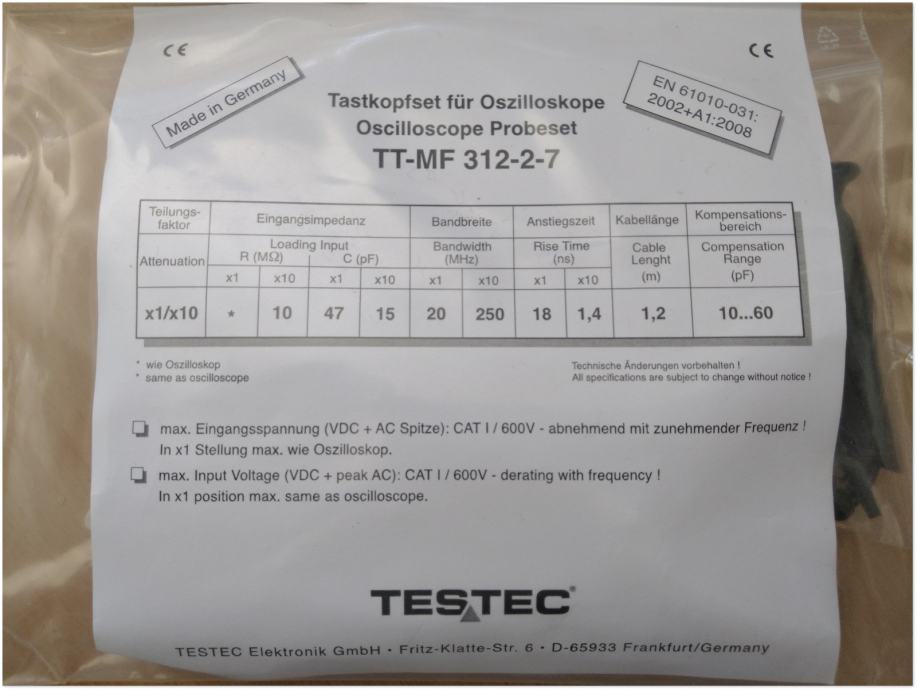 CE
CE
Made in Germany
EN 61010-031:
2002+A1:2008
Tastkopfset für Oszilloskope
Oscilloscope Probeset
TT-MF 312-2-7
Teilungs-
faktor
Eingangsimpedanz
Bandbreite
Anstiegszeit
Kabellänge
Kompensations-
bereich
Attenuation
Loading Input
R (MΩ) C (pF)
Bandwidth
(MHz)
Rise Time
(ns)
Cable
Lenght
(m)
Compensation
Range
(pF)
x1 x10 x1 x10 x1 x10 x1 x10
x1/x10 * 10 47 15 20 250 18 1,4 1,2 10...60
* wie Oszilloskop
* same as oscilloscope
Technische Änderungen vorbehalten !
All specifications are subject to change without notice !
max. Eingangsspannung (VDC + AC Spitze): CAT I / 600V - abnehmend mit zunehmender Frequenz !
In x1 Stellung max. wie Oszilloskop.
max. Input Voltage (VDC + peak AC): CAT I / 600V - derating with frequency !
In x1 position max. same as oscilloscope.
TESTEC®
TESTEC Elektronik GmbH · Fritz-Klatte-Str. 6 · D-65933 Frankfurt/Germany